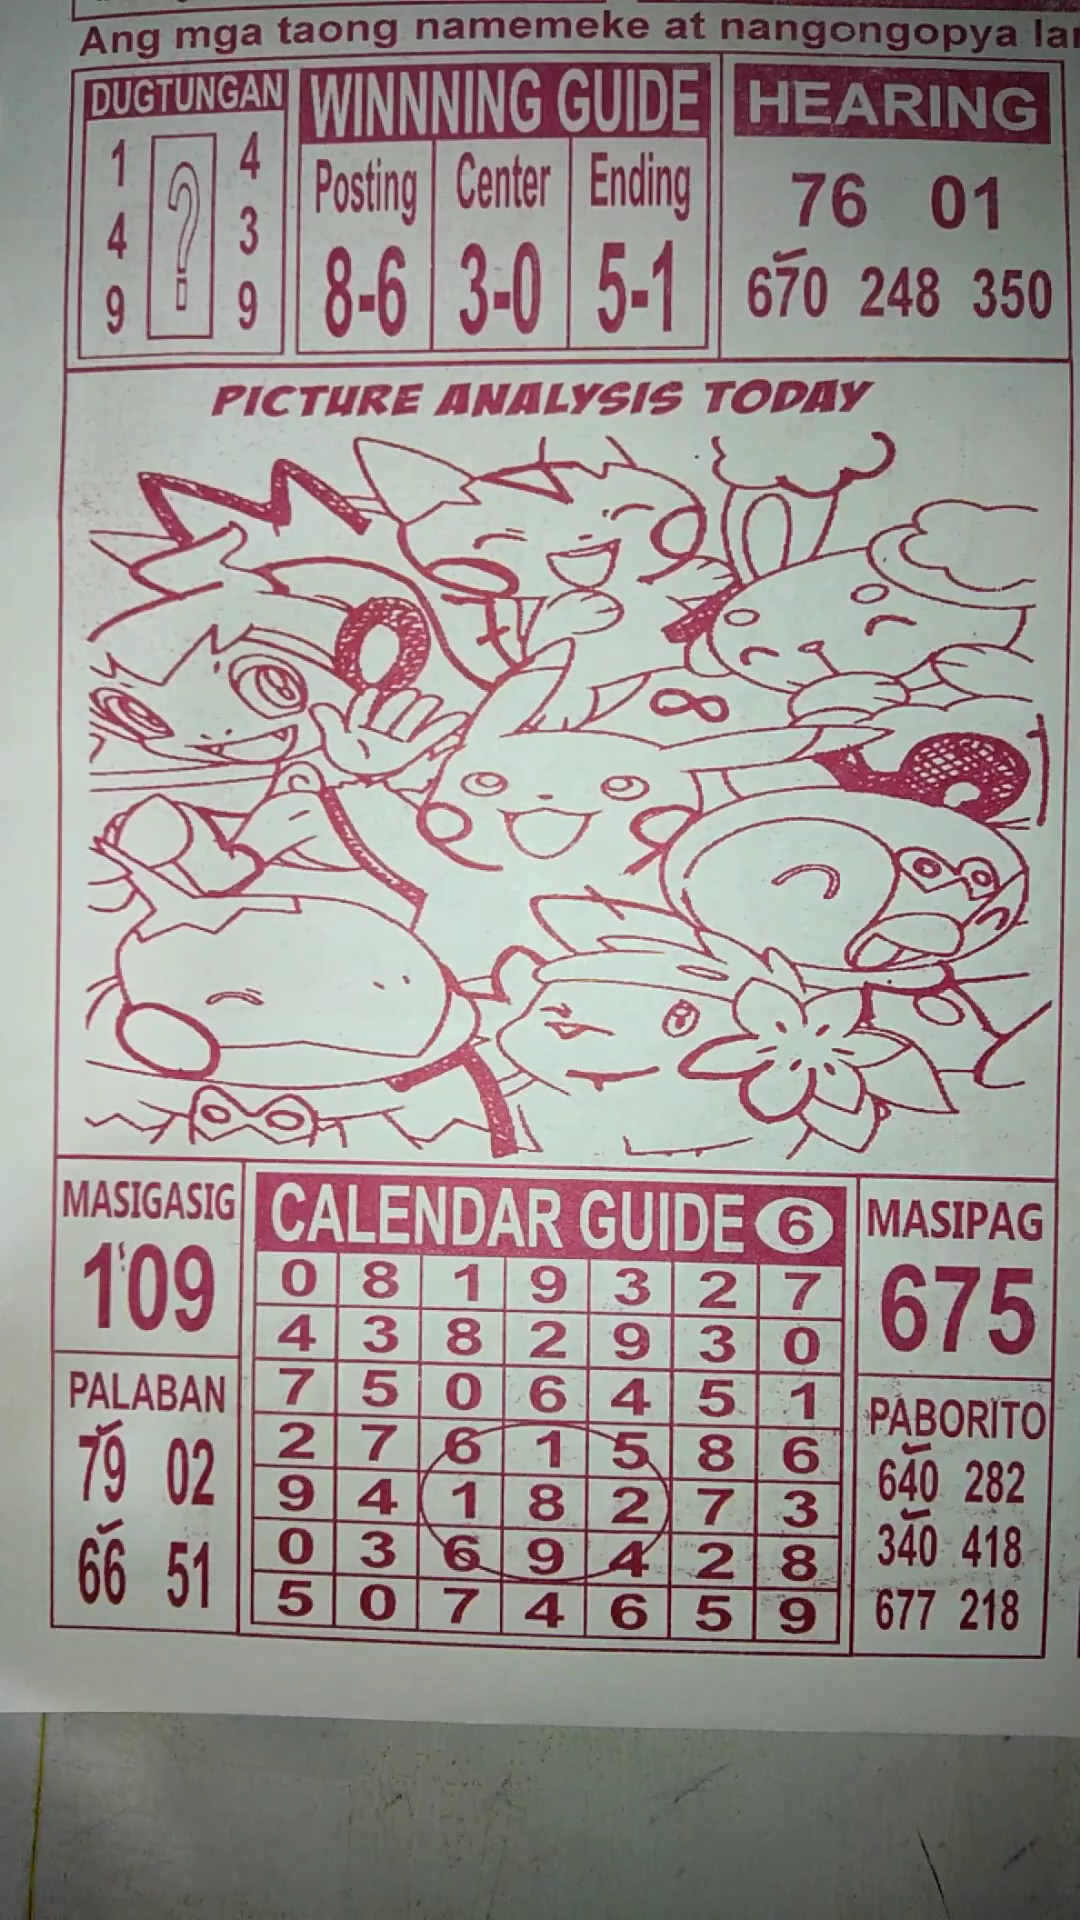 Ang mga taong namemeke at nangongopya
DUGTUNGAN
1 ? 4
4 3
9 9
WINNNING GUIDE
Posting Center Ending
8-6 3-0 5-1
HEARING
76 01
670 248 350
PICTURE ANALYSIS TODAY
MASIGASIG
109
PALABAN
79 02
66 51
CALENDAR GUIDE 6
0 8 1 9 3 2 7
4 3 8 2 9 3 0
7 5 0 6 4 5 1
2 7 6 1 5 8 6
9 4 1 8 2 7 3
0 3 6 9 4 2 8
5 0 7 4 6 5 9
MASIPAG
675
PABORITO
640 282
340 418
677 218